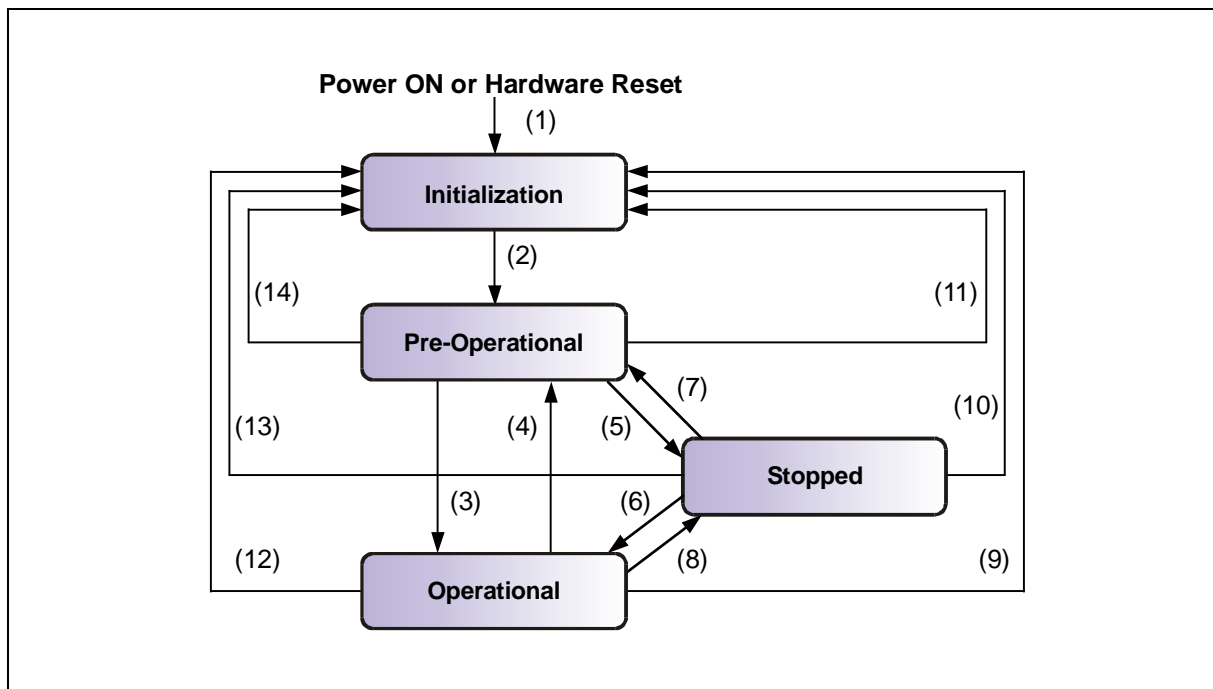 Power ON or Hardware Reset
(1)
Initialization
(2)
(14)
(11)
Pre-Operational
(7)
(13)
(4)
(5)
(10)
Stopped
(3)
(6)
(12)
(8)
(9)
Operational